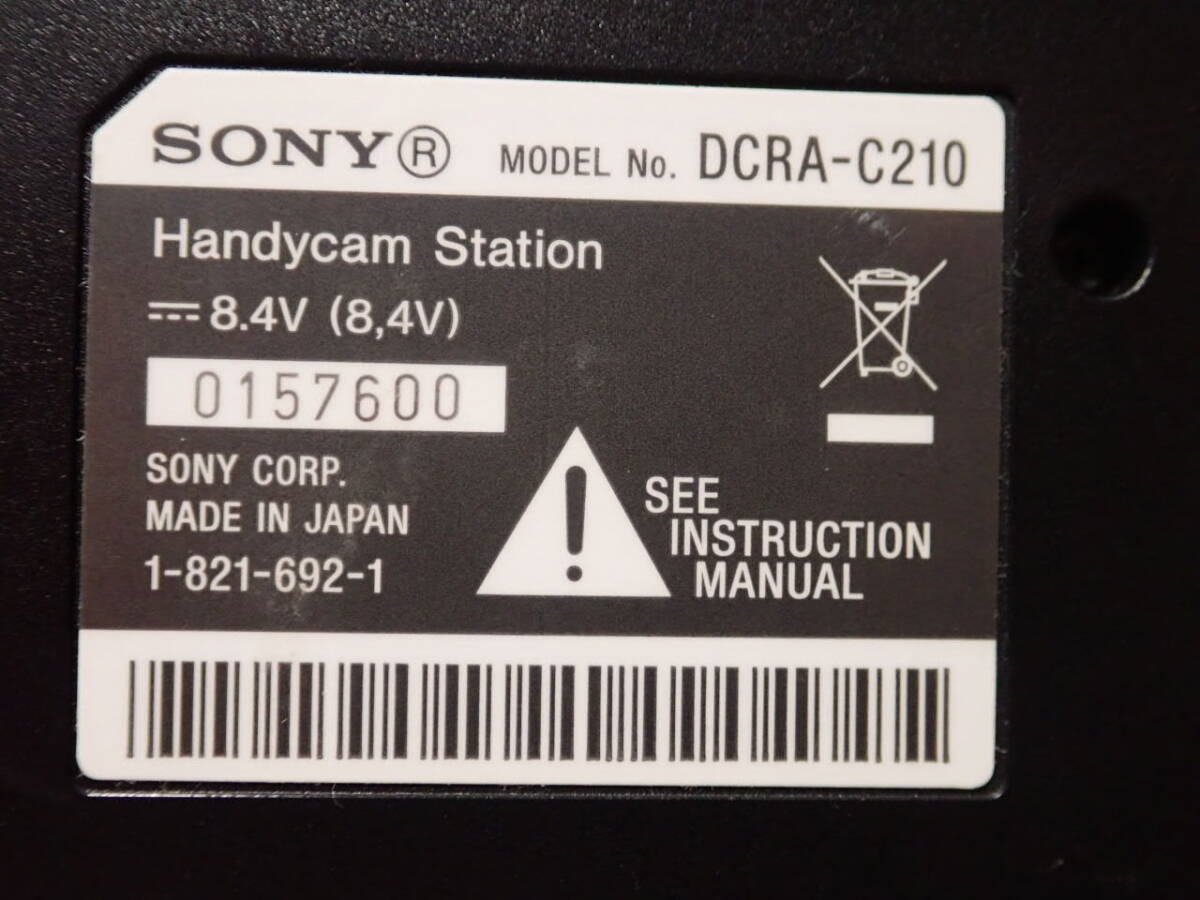 SONY® MODEL No. DCRA-C210
Handycam Station
⎓ 8.4V (8,4V)
0157600
SONY CORP.
MADE IN JAPAN
1-821-692-1
SEE
INSTRUCTION
MANUAL